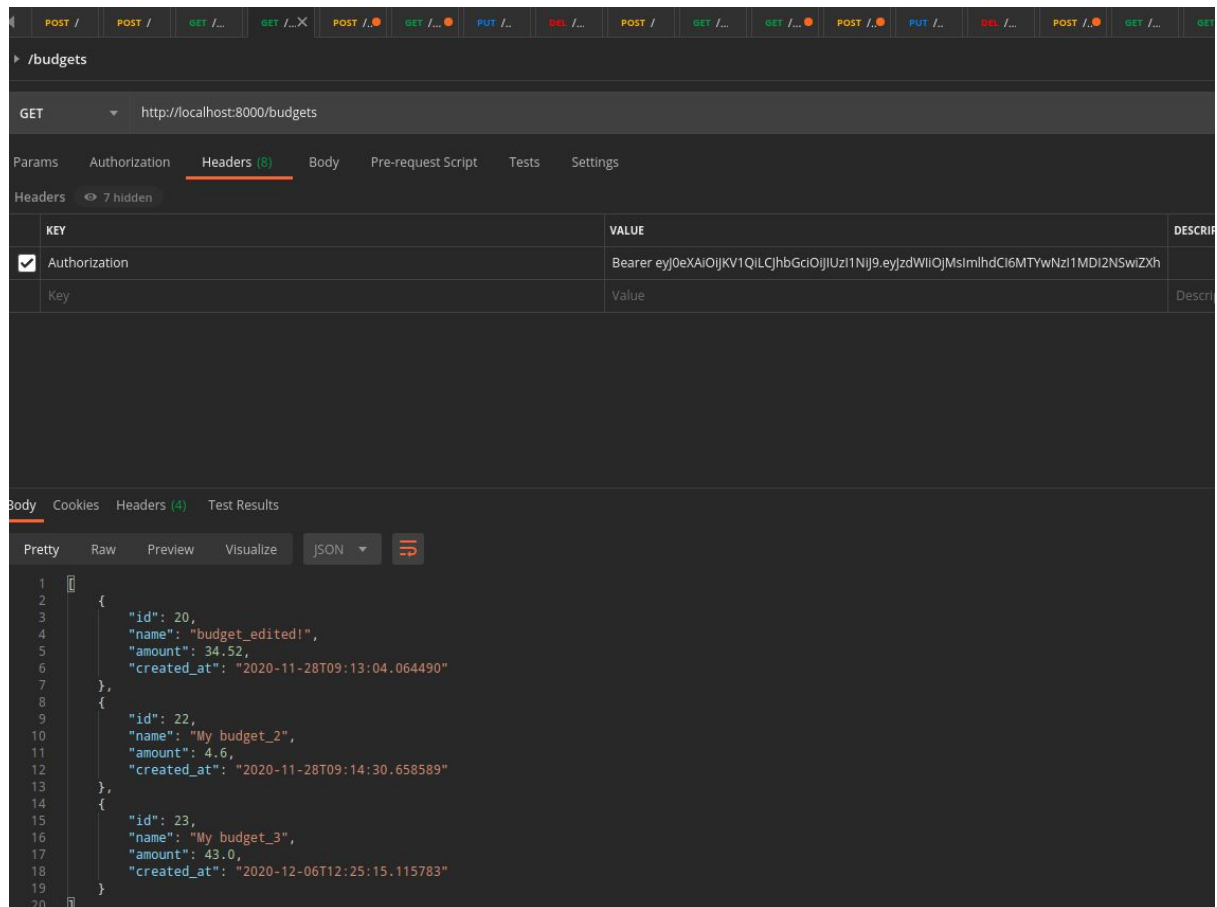 POST / POST / GET /... GET /... X POST /.. GET /... PUT /.. DEL /... POST / GET /... GET /... POST /.. PUT /.. DEL /... POST /.. GET /... GET
/budgets
GET http://localhost:8000/budgets
Params Authorization Headers (8) Body Pre-request Script Tests Settings
Headers 7 hidden
KEY VALUE DESCRIP
Authorization Bearer eyJ0eXAiOiJKV1QiLCJhbGciOiJIUzI1NiJ9.eyJzdWIiOjMsImlhdCI6MTYwNzI1MDI2NSwiZXh
Key Value Descrip
Body Cookies Headers (4) Test Results
Pretty Raw Preview Visualize JSON
1 [
2 {
3 "id": 20,
4 "name": "budget_edited!",
5 "amount": 34.52,
6 "created_at": "2020-11-28T09:13:04.064490"
7 },
8 {
9 "id": 22,
10 "name": "My budget_2",
11 "amount": 4.6,
12 "created_at": "2020-11-28T09:14:30.658589"
13 },
14 {
15 "id": 23,
16 "name": "My budget_3",
17 "amount": 43.0,
18 "created_at": "2020-12-06T12:25:15.115783"
19 }
20 ]